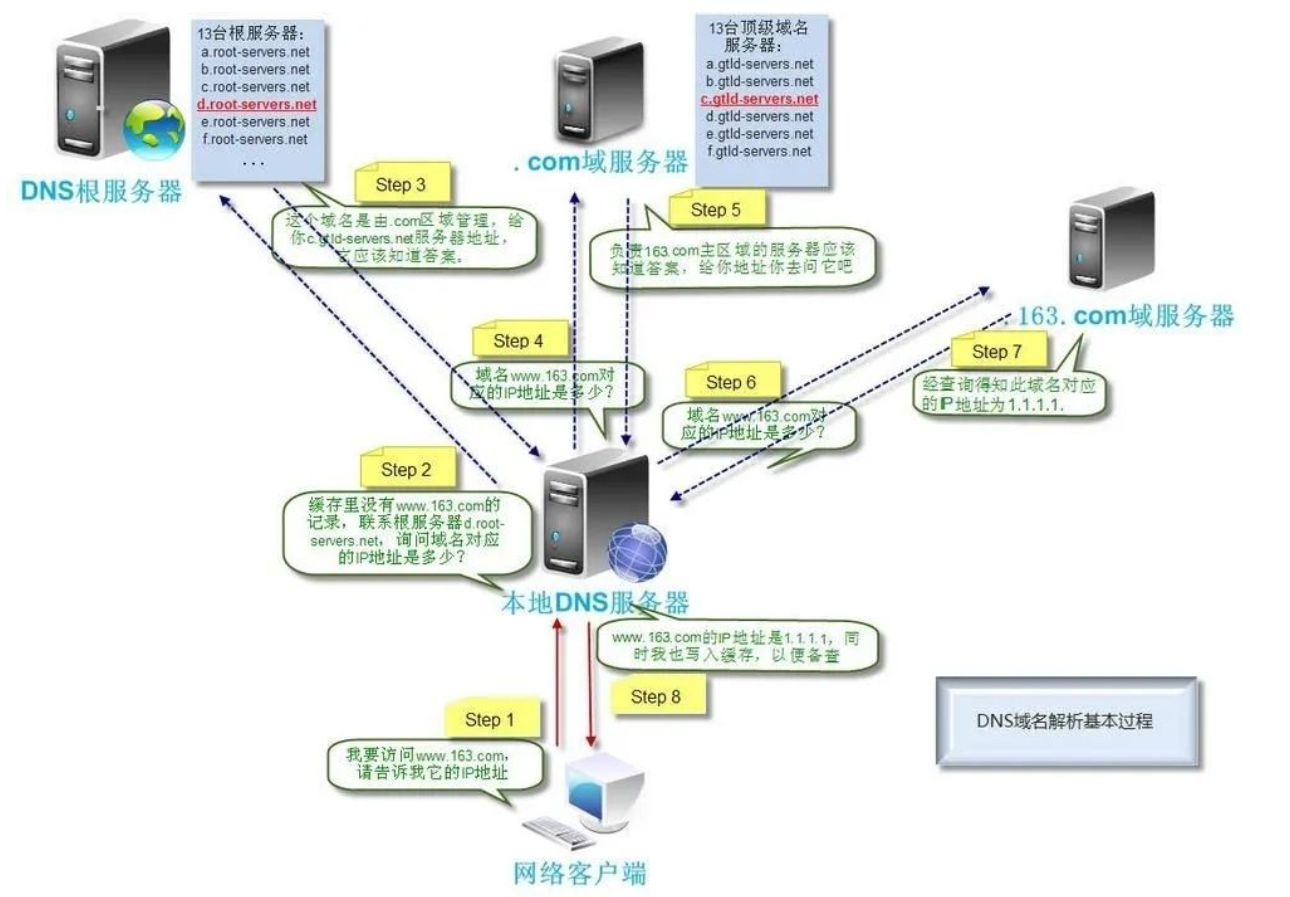 13台根服务器：
a.root-servers.net
b.root-servers.net
c.root-servers.net
d.root-servers.net
e.root-servers.net
f.root-servers.net
...
DNS根服务器
13台顶级域名
服务器：
a.gtld-servers.net
b.gtld-servers.net
c.gtld-servers.net
d.gtld-servers.net
e.gtld-servers.net
f.gtld-servers.net
.com域服务器
Step 3
这个域名是由.com区域管理，给
你c.gtld-servers.net服务器地址，
它应该知道答案。
Step 5
负责163.com主区域的服务器应该
知道答案，给你地址你去问它吧
.163.com域服务器
Step 4
域名www.163.com对
应的IP地址是多少？
Step 6
域名www.163.com对
应的IP地址是多少？
Step 7
经查询得知此域名对应
的IP地址为1.1.1.1.
Step 2
缓存里没有www.163.com的
记录，联系根服务器d.root-
servers.net，询问域名对应
的IP地址是多少？
本地DNS服务器
www.163.com的IP地址是1.1.1.1，同
时我也写入缓存，以便备查
Step 8
Step 1
我要访问www.163.com，
请告诉我它的IP地址
网络客户端
DNS域名解析基本过程